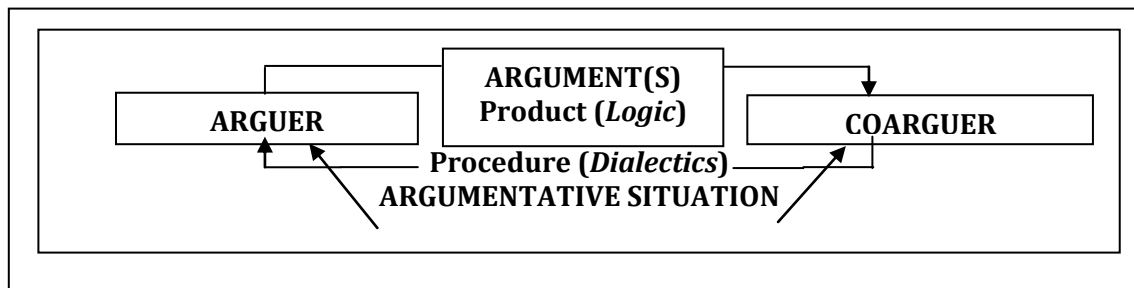 ARGUMENT(S)
Product (Logic)
ARGUER
COARGUER
Procedure (Dialectics)
ARGUMENTATIVE SITUATION